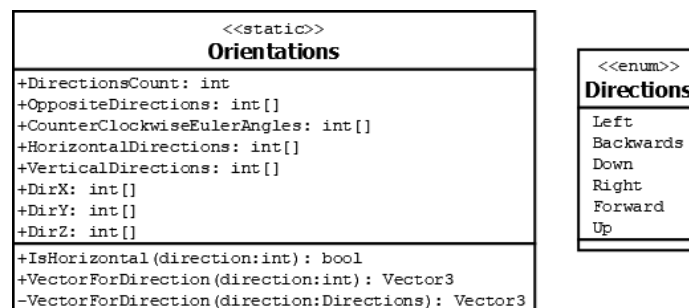 <<static>>
Orientations
+DirectionsCount: int
+OppositeDirections: int[]
+CounterClockwiseEulerAngles: int[]
+HorizontalDirections: int[]
+VerticalDirections: int[]
+DirX: int[]
+DirY: int[]
+DirZ: int[]
+IsHorizontal(direction:int): bool
+VectorForDirection(direction:int): Vector3
-VectorForDirection(direction:Directions): Vector3
<<enum>>
Directions
Left
Backwards
Down
Right
Forward
Up